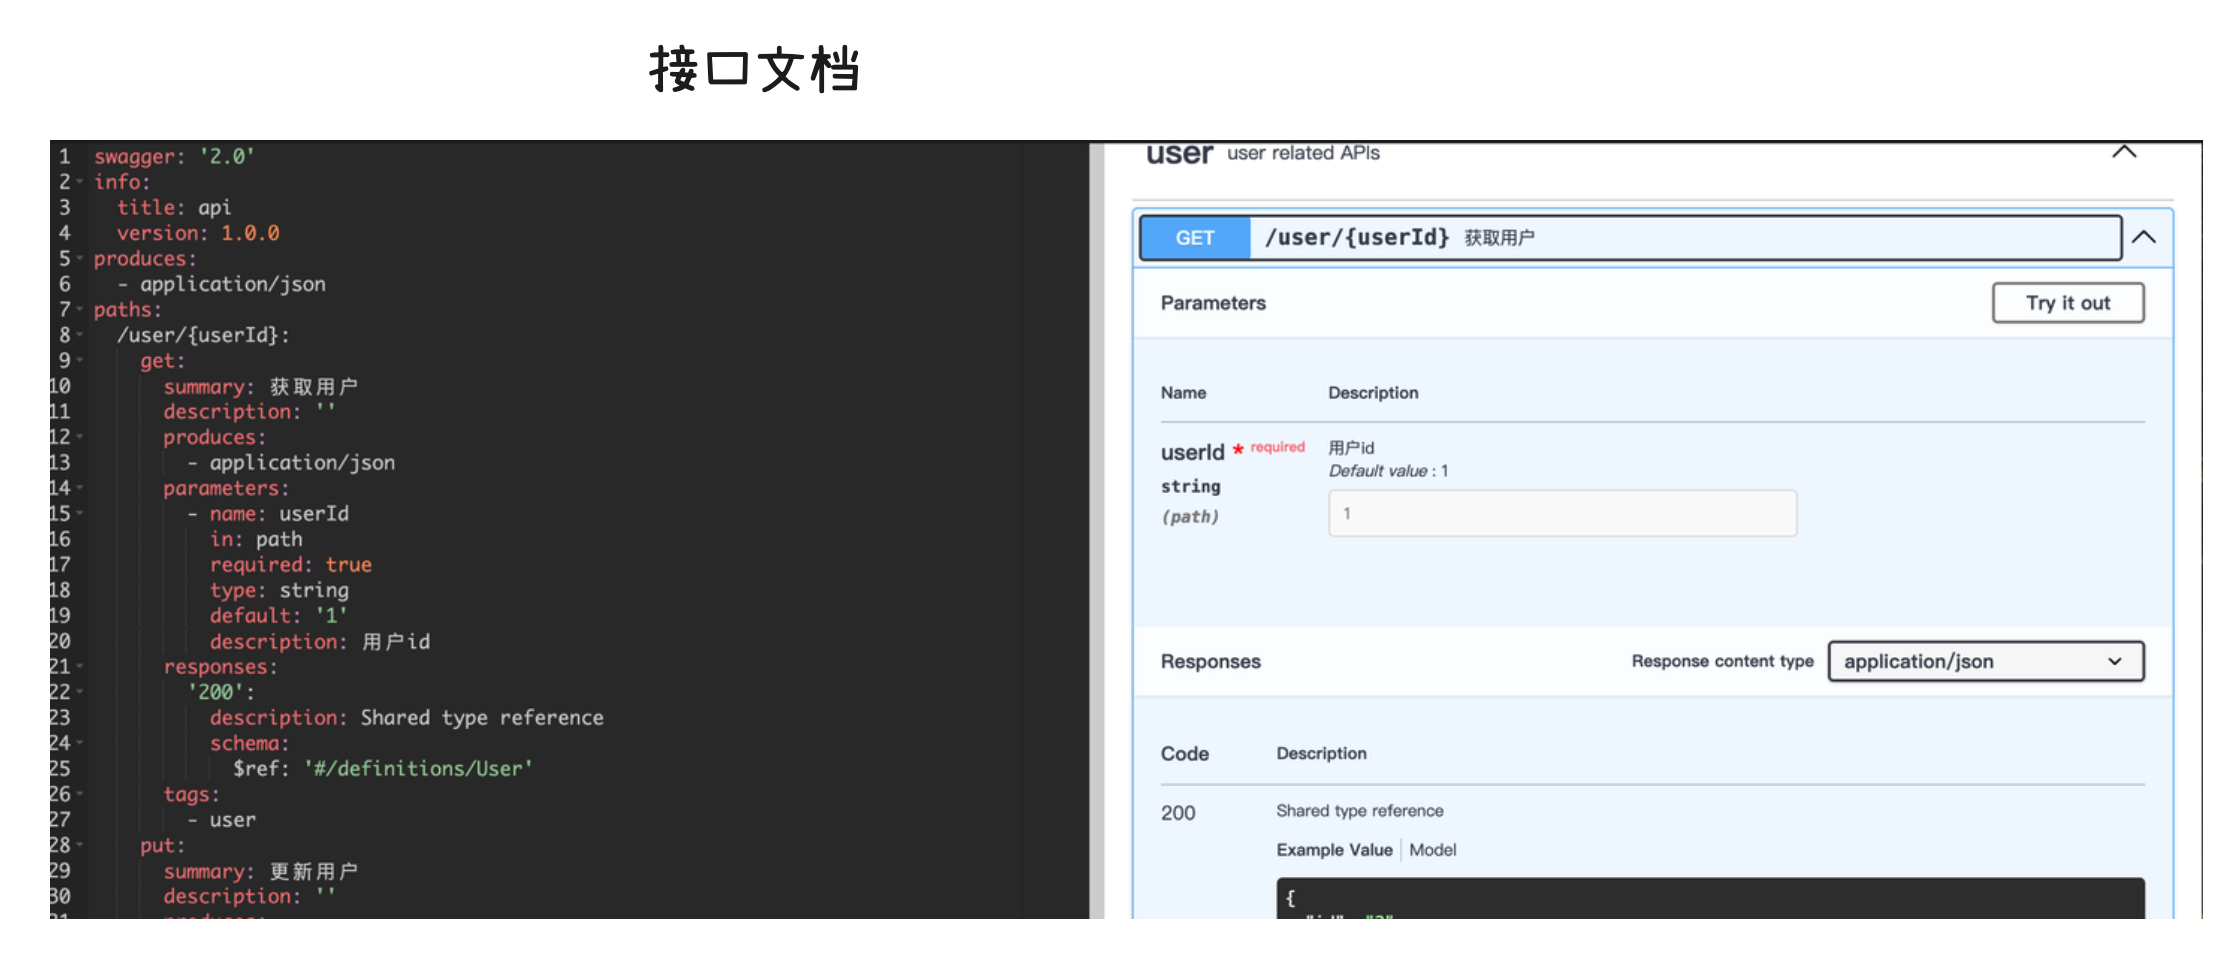 接口文档
1 swagger: '2.0'
2 info:
3 title: api
4 version: 1.0.0
5 produces:
6 - application/json
7 paths:
8 /user/{userId}:
9 get:
10 summary: 获取用户
11 description: ''
12 produces:
13 - application/json
14 parameters:
15 - name: userId
16 in: path
17 required: true
18 type: string
19 default: '1'
20 description: 用户id
21 responses:
22 '200':
23 description: Shared type reference
24 schema:
25 $ref: '#/definitions/User'
26 tags:
27 - user
28 put:
29 summary: 更新用户
30 description: ''
user user related APIs
GET /user/{userId} 获取用户
Parameters
Try it out
Name Description
userId * required
string
(path)
用户id
Default value : 1
1
Responses
Response content type
application/json
Code Description
200 Shared type reference
Example Value Model
{